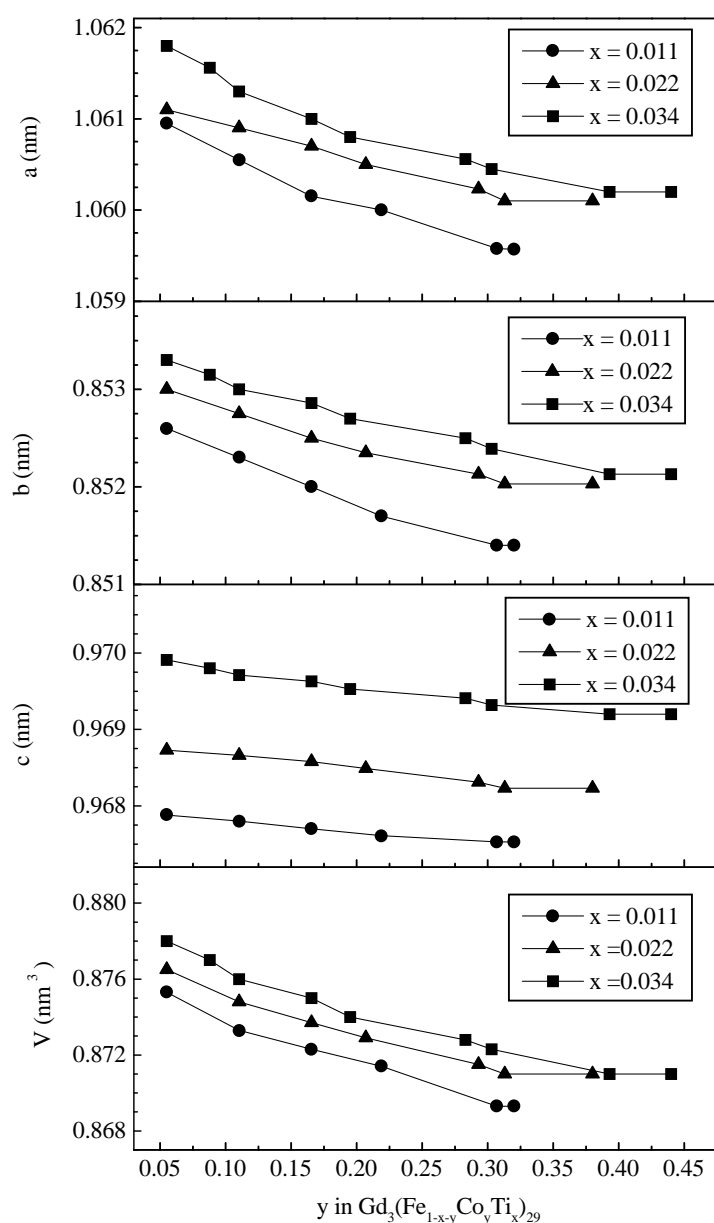 1.062
1.061
1.060
1.059
a (nm)
x = 0.011
x = 0.022
x = 0.034
0.853
0.852
0.851
b (nm)
x = 0.011
x = 0.022
x = 0.034
0.970
0.969
0.968
c (nm)
x = 0.011
x = 0.022
x = 0.034
0.880
0.876
0.872
0.868
V (nm³)
x = 0.011
x =0.022
x =0.034
0.05 0.10 0.15 0.20 0.25 0.30 0.35 0.40 0.45
y in Gd₃(Fe₁₋ₓ₋yCoyTiₓ)₂₉